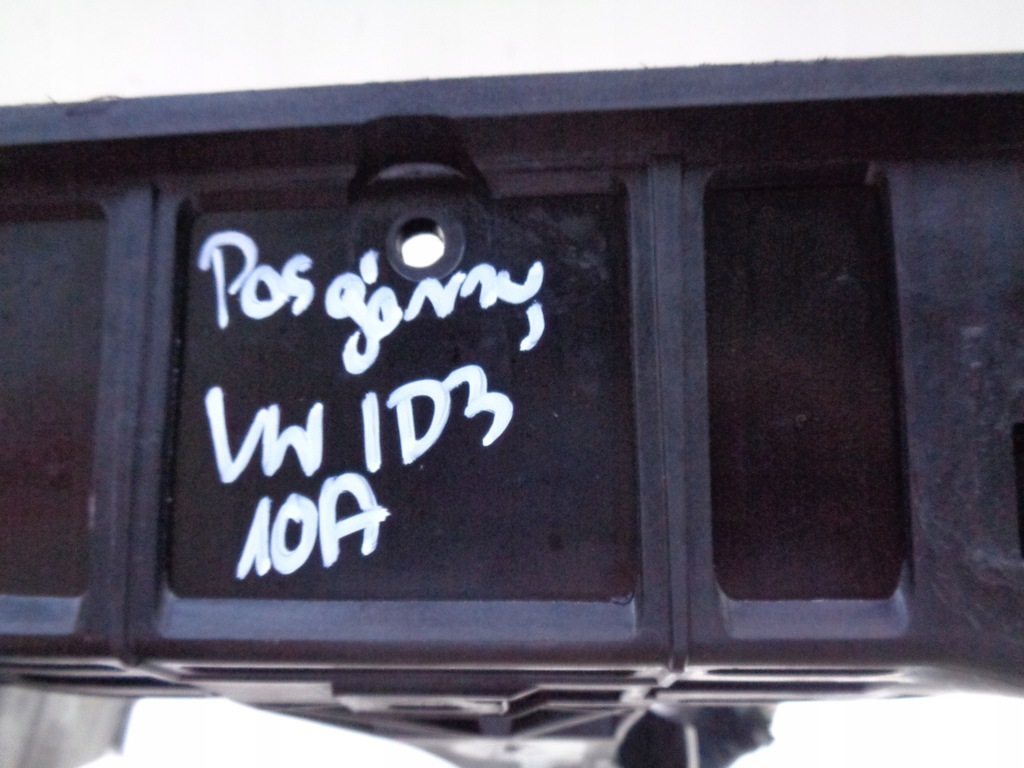 Pas górny
VW ID3
10A